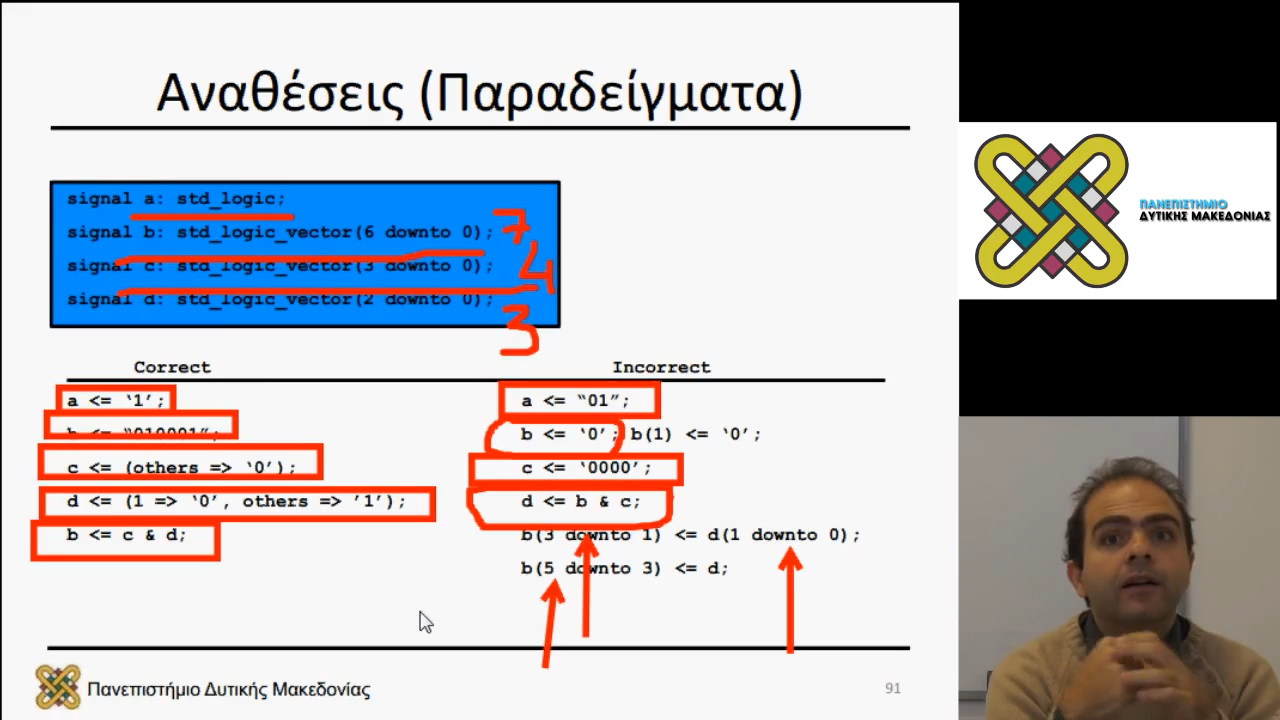 Αναθέσεις (Παραδείγματα)
signal a: std_logic;
signal b: std_logic_vector(6 downto 0);
signal c: std_logic_vector(3 downto 0);
signal d: std_logic_vector(2 downto 0);
7
4
3
Correct
a <= ‘1’;
b <= “010001”;
c <= (others => ‘0’);
d <= (1 => ‘0’, others => ’1’);
b <= c & d;
Incorrect
a <= “01”;
b <= ‘0’; b(1) <= ‘0’;
c <= ‘0000’;
d <= b & c;
b(3 downto 1) <= d(1 downto 0);
b(5 downto 3) <= d;
Πανεπιστήμιο Δυτικής Μακεδονίας
91
ΠΑΝΕΠΙΣΤΗΜΙΟ
ΔΥΤΙΚΗΣ ΜΑΚΕΔΟΝΙΑΣ